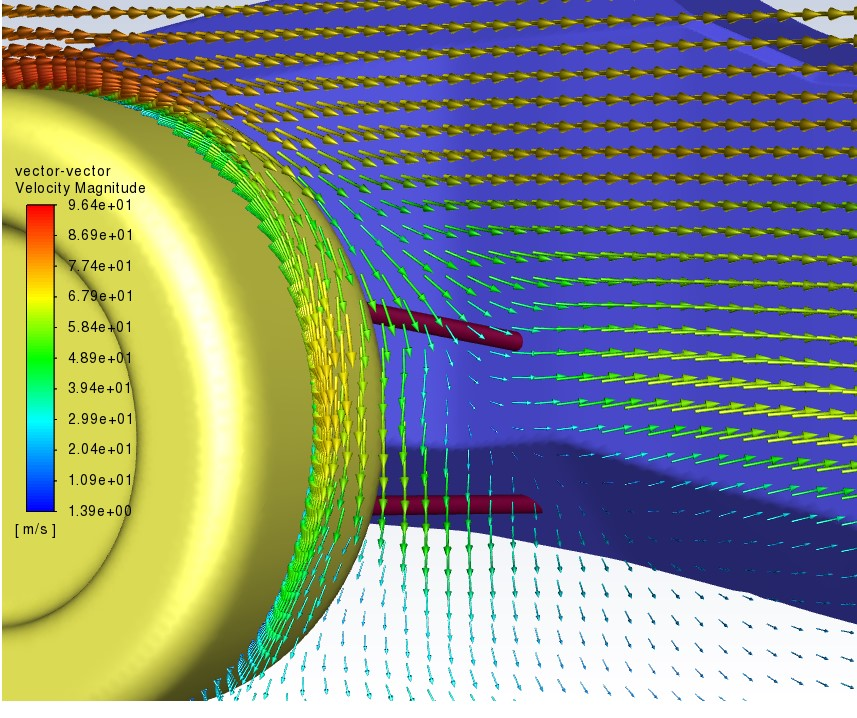 vector-vector
Velocity Magnitude
9.64e+01
8.69e+01
7.74e+01
6.79e+01
5.84e+01
4.89e+01
3.94e+01
2.99e+01
2.04e+01
1.09e+01
1.39e+00
[ m/s ]